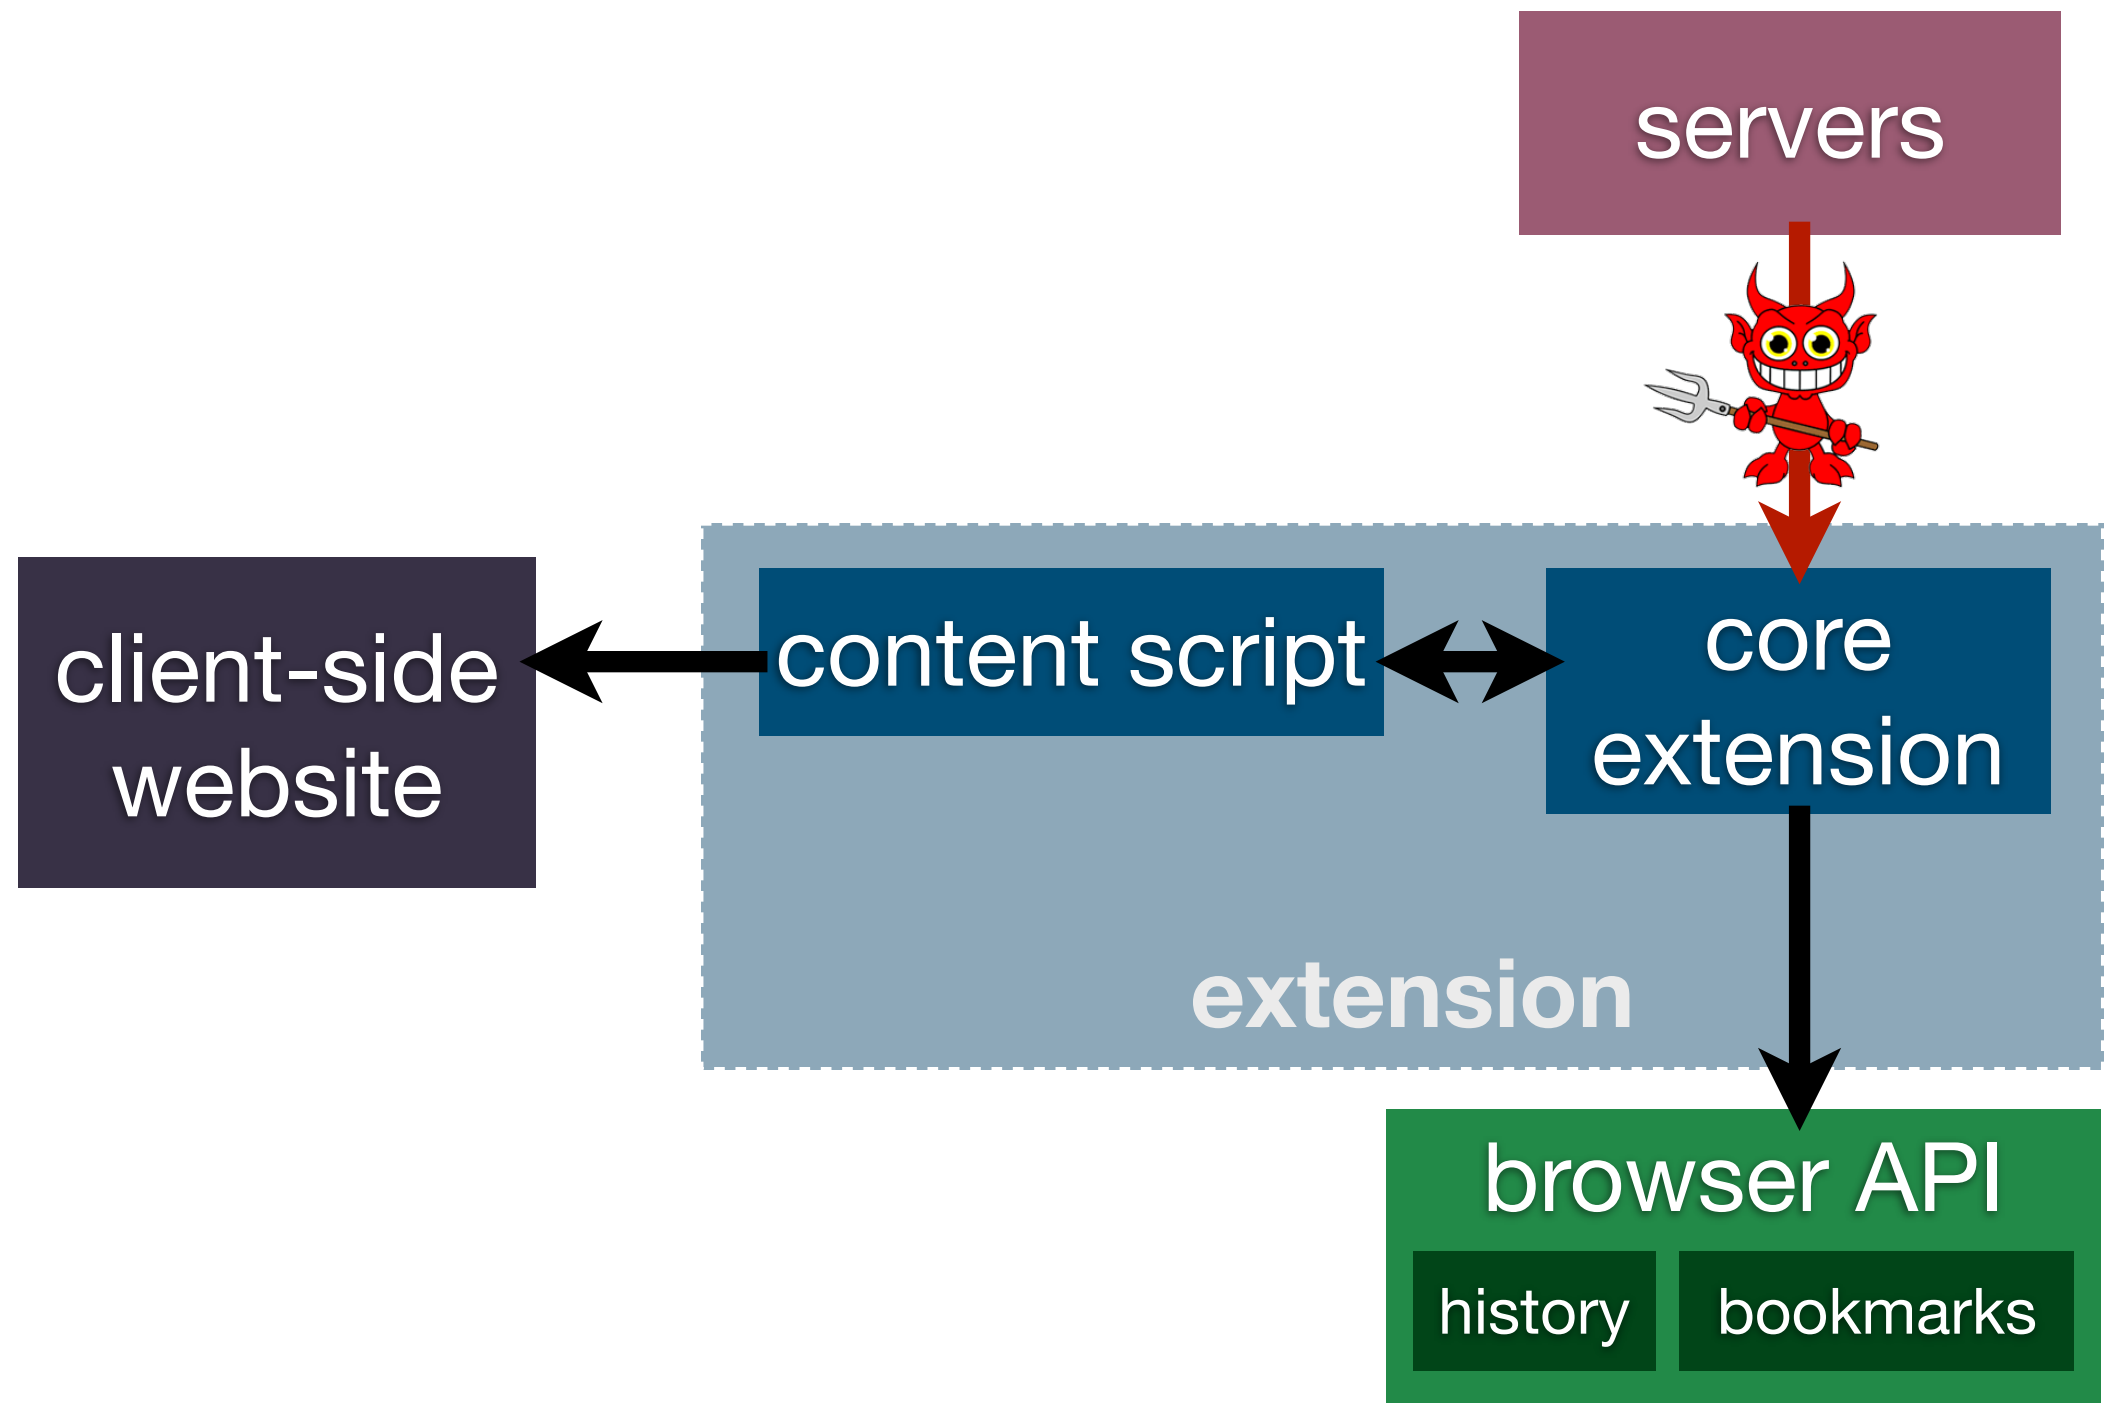 servers
client-side
website
content script
core
extension
extension
browser API
history
bookmarks